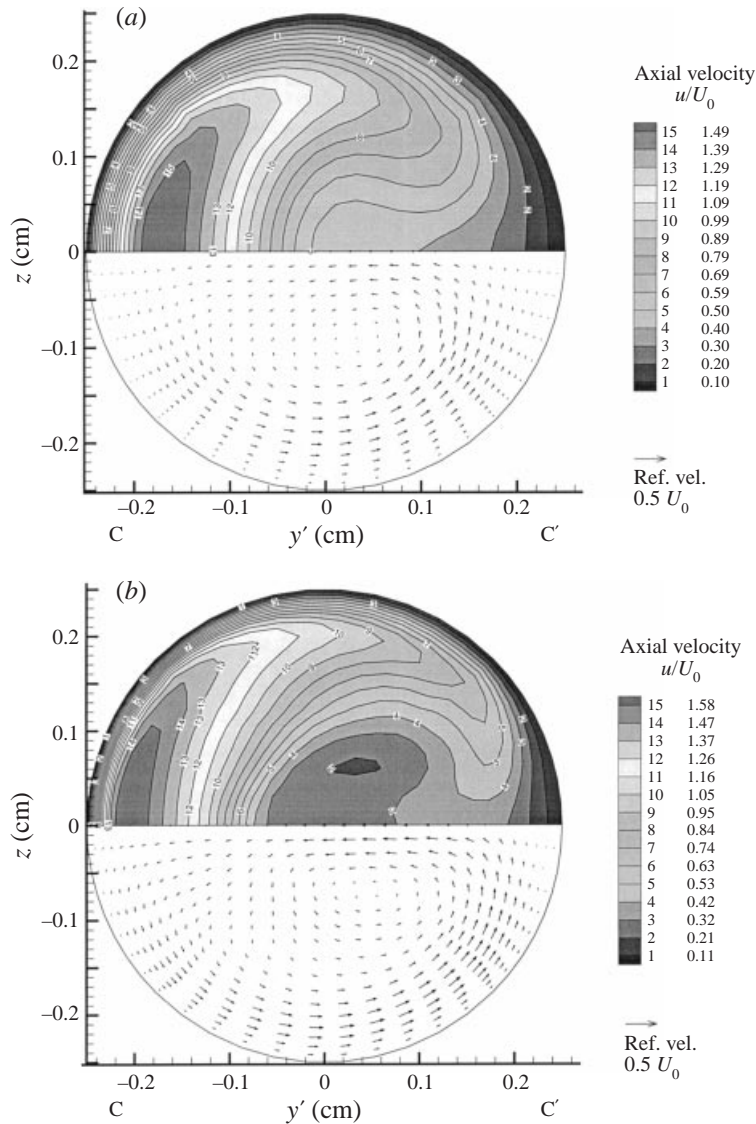 (a)
0.2
0.1
0
–0.1
–0.2
z (cm)
–0.2 –0.1 0 0.1 0.2
C y′ (cm) C′
Axial velocity
u/U0
15 1.49
14 1.39
13 1.29
12 1.19
11 1.09
10 0.99
9 0.89
8 0.79
7 0.69
6 0.59
5 0.50
4 0.40
3 0.30
2 0.20
1 0.10
Ref. vel.
0.5 U0
(b)
0.2
0.1
0
–0.1
–0.2
z (cm)
–0.2 –0.1 0 0.1 0.2
C y′ (cm) C′
Axial velocity
u/U0
15 1.58
14 1.47
13 1.37
12 1.26
11 1.16
10 1.05
9 0.95
8 0.84
7 0.74
6 0.63
5 0.53
4 0.42
3 0.32
2 0.21
1 0.11
Ref. vel.
0.5 U0